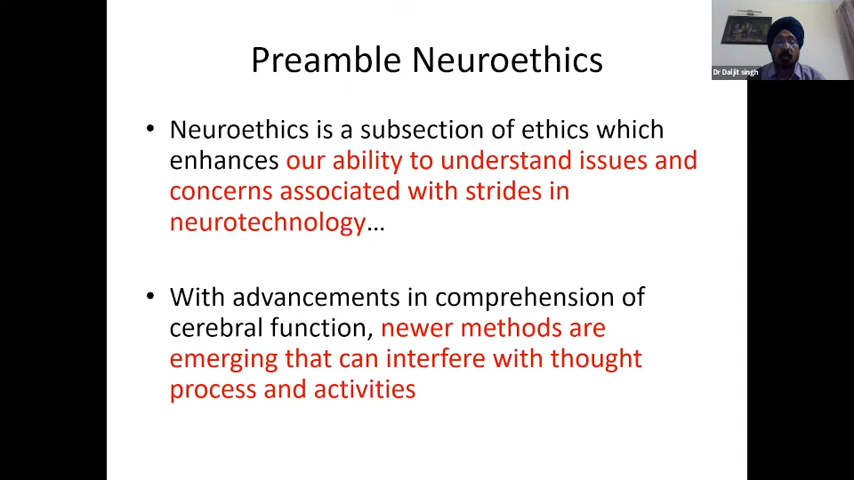 Preamble Neuroethics
Dr Daljit singh
• Neuroethics is a subsection of ethics which
enhances our ability to understand issues and
concerns associated with strides in
neurotechnology...
• With advancements in comprehension of
cerebral function, newer methods are
emerging that can interfere with thought
process and activities